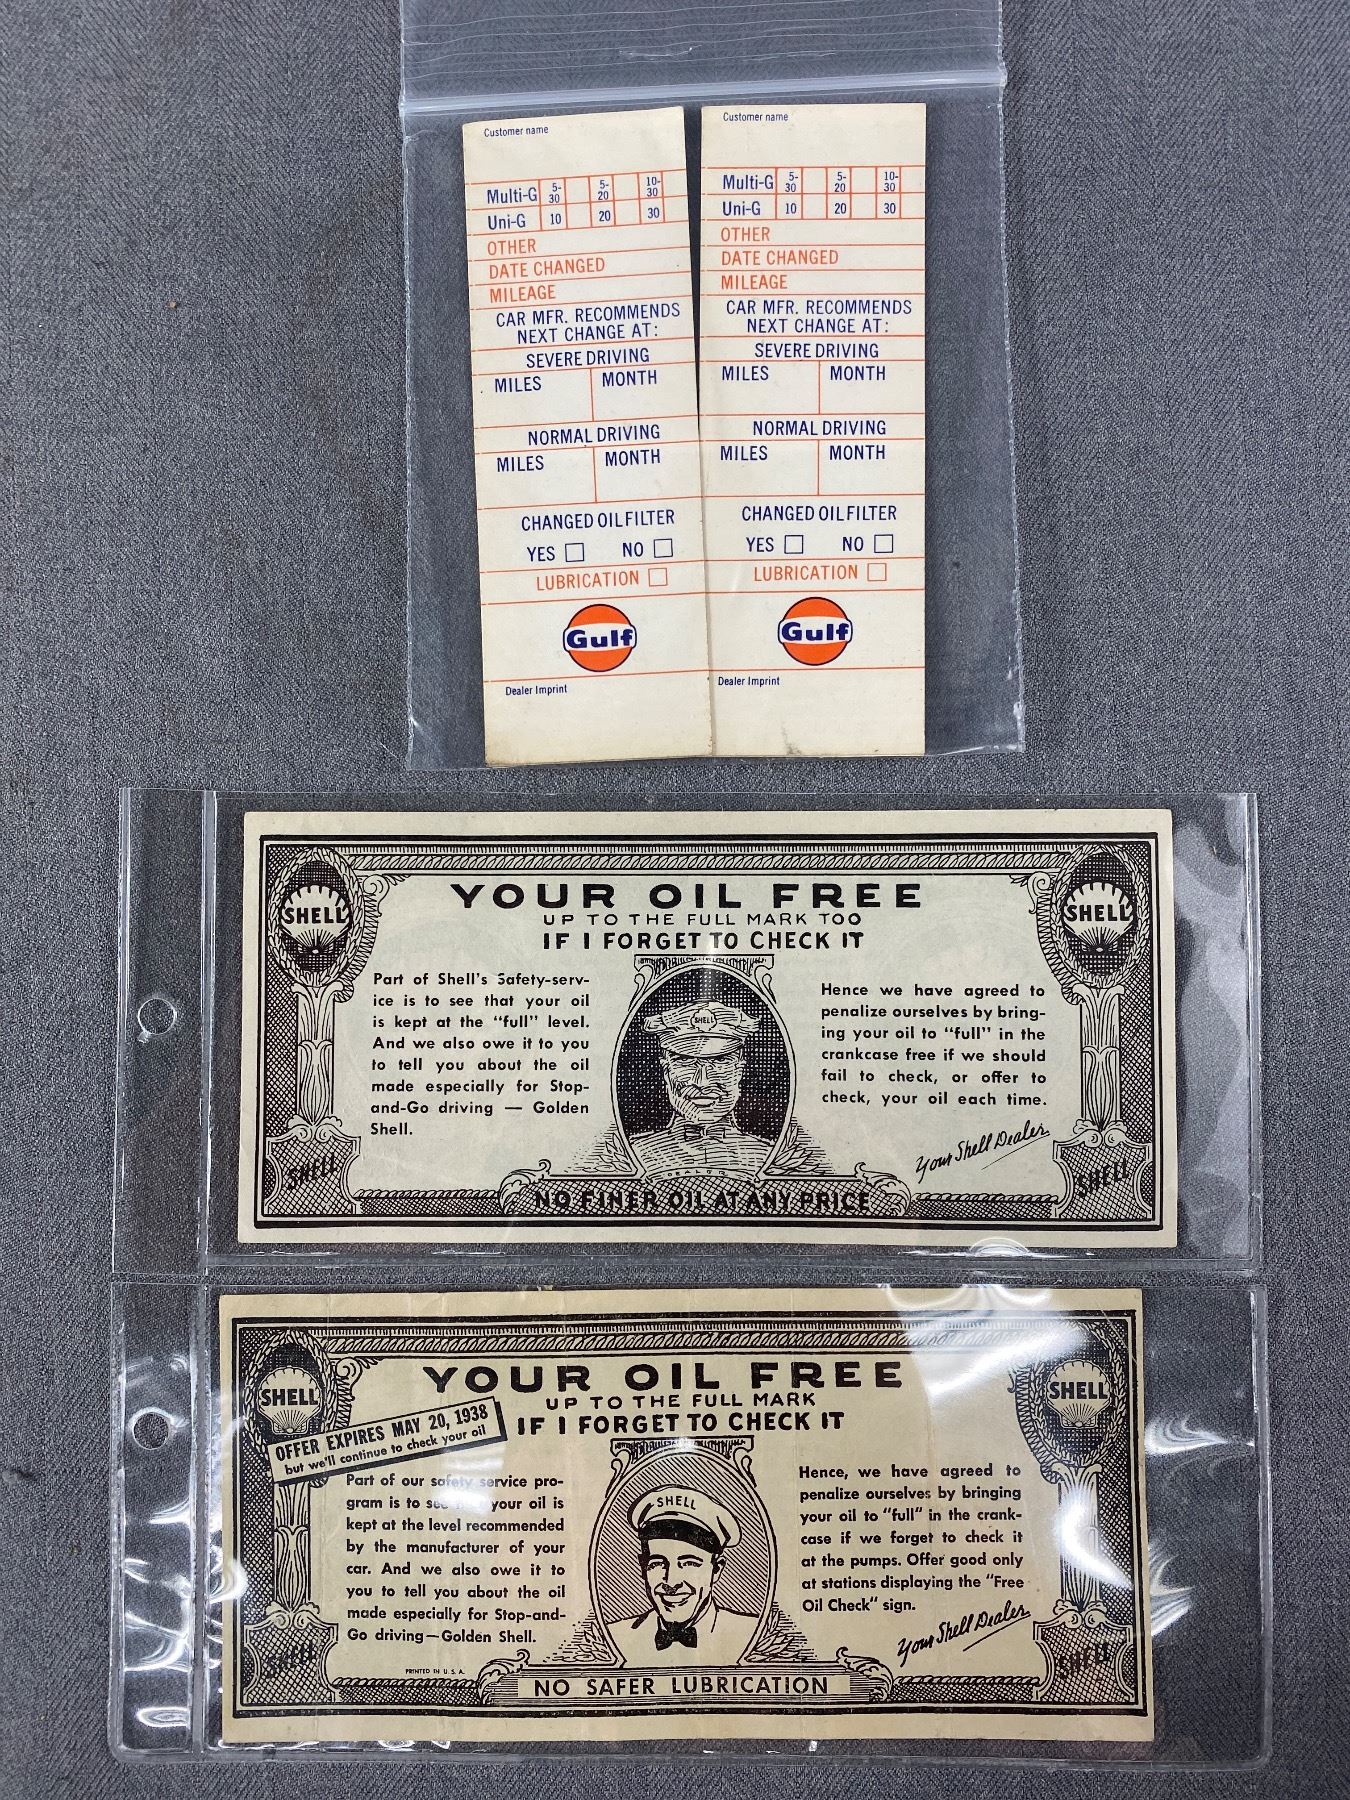 Customer name
Multi-G 5-30 5-20 10-30
Uni-G 10 20 30
OTHER
DATE CHANGED
MILEAGE
CAR MFR. RECOMMENDS
NEXT CHANGE AT:
SEVERE DRIVING
MILES MONTH
NORMAL DRIVING
MILES MONTH
CHANGED OIL FILTER
YES NO
LUBRICATION
Gulf
Dealer Imprint
Customer name
Multi-G 5-30 5-20 10-30
Uni-G 10 20 30
OTHER
DATE CHANGED
MILEAGE
CAR MFR. RECOMMENDS
NEXT CHANGE AT:
SEVERE DRIVING
MILES MONTH
NORMAL DRIVING
MILES MONTH
CHANGED OIL FILTER
YES NO
LUBRICATION
Gulf
Dealer Imprint
SHELL
SHELL
YOUR OIL FREE
UP TO THE FULL MARK TOO
IF I FORGET TO CHECK IT
Part of Shell's Safety-serv-
ice is to see that your oil
is kept at the "full" level.
And we also owe it to you
to tell you about the oil
made especially for Stop-
and-Go driving — Golden
Shell.
SHELL
Hence we have agreed to
penalize ourselves by bring-
ing your oil to "full" in the
crankcase free if we should
fail to check, or offer to
check, your oil each time.
Your Shell Dealer
SHELL
SHELL
NO FINER OIL AT ANY PRICE
SHELL
SHELL
YOUR OIL FREE
UP TO THE FULL MARK
IF I FORGET TO CHECK IT
OFFER EXPIRES MAY 20, 1938
but we'll continue to check your oil
Part of our safety service pro-
gram is to your oil is
kept at the level recommended
by the manufacturer of your
car. And we also owe it to
you to tell you about the oil
made especially for Stop-and-
Go driving—Golden Shell.
PRINTED IN U. S. A.
SHELL
Hence, we have agreed to
penalize ourselves by bringing
your oil to "full" in the crank-
case if we forget to check it
at the pumps. Offer good only
at stations displaying the "Free
Oil Check" sign.
Your Shell Dealer
SHELL
SHELL
NO SAFER LUBRICATION